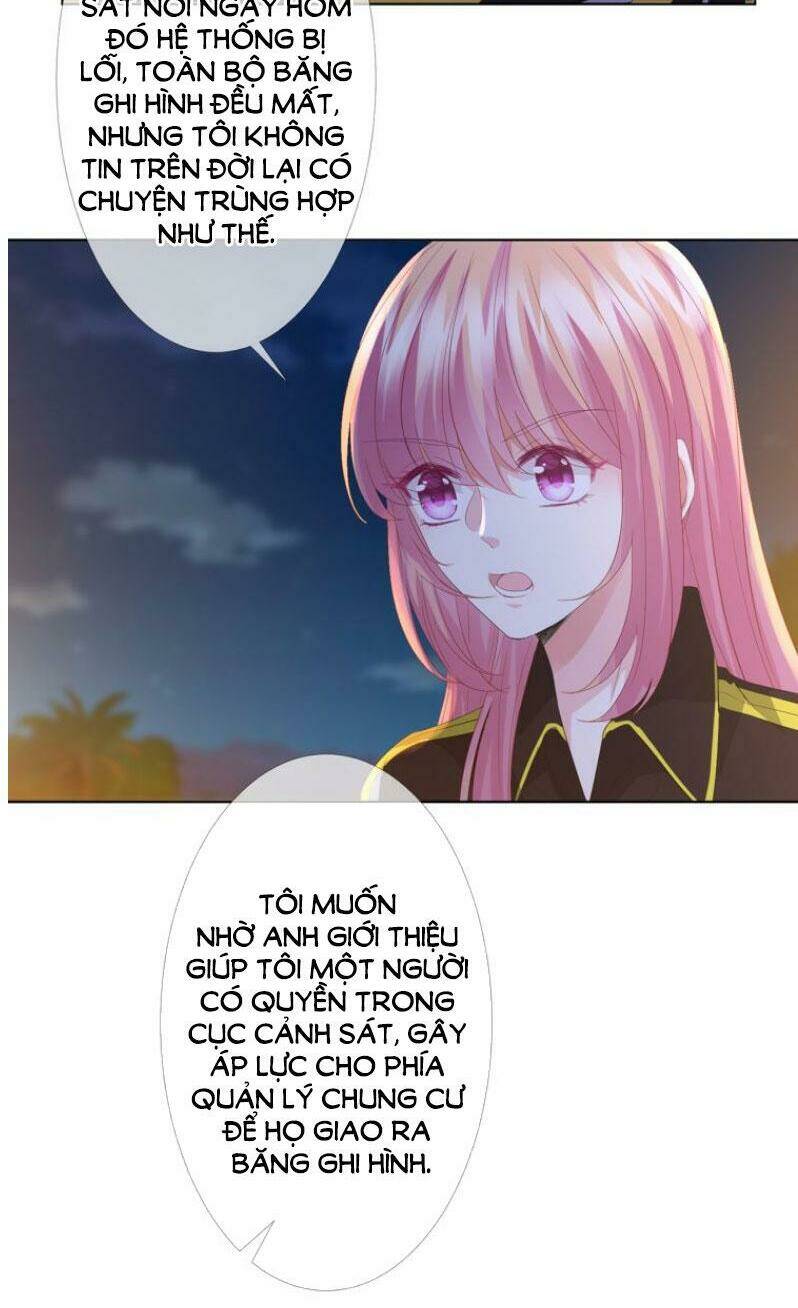 SÁT NÓI NGÀY HÔM
ĐÓ HỆ THỐNG BỊ
LỖI, TOÀN BỘ BĂNG
GHI HÌNH ĐỀU MẤT,
NHƯNG TÔI KHÔNG
TIN TRÊN ĐỜI LẠI CÓ
CHUYỆN TRÙNG HỢP
NHƯ THẾ.
TÔI MUỐN
NHỜ ANH GIỚI THIỆU
GIÚP TÔI MỘT NGƯỜI
CÓ QUYỀN TRONG
CỤC CẢNH SÁT, GÂY
ÁP LỰC CHO PHÍA
QUẢN LÝ CHUNG CƯ
ĐỂ HỌ GIAO RA
BĂNG GHI HÌNH.